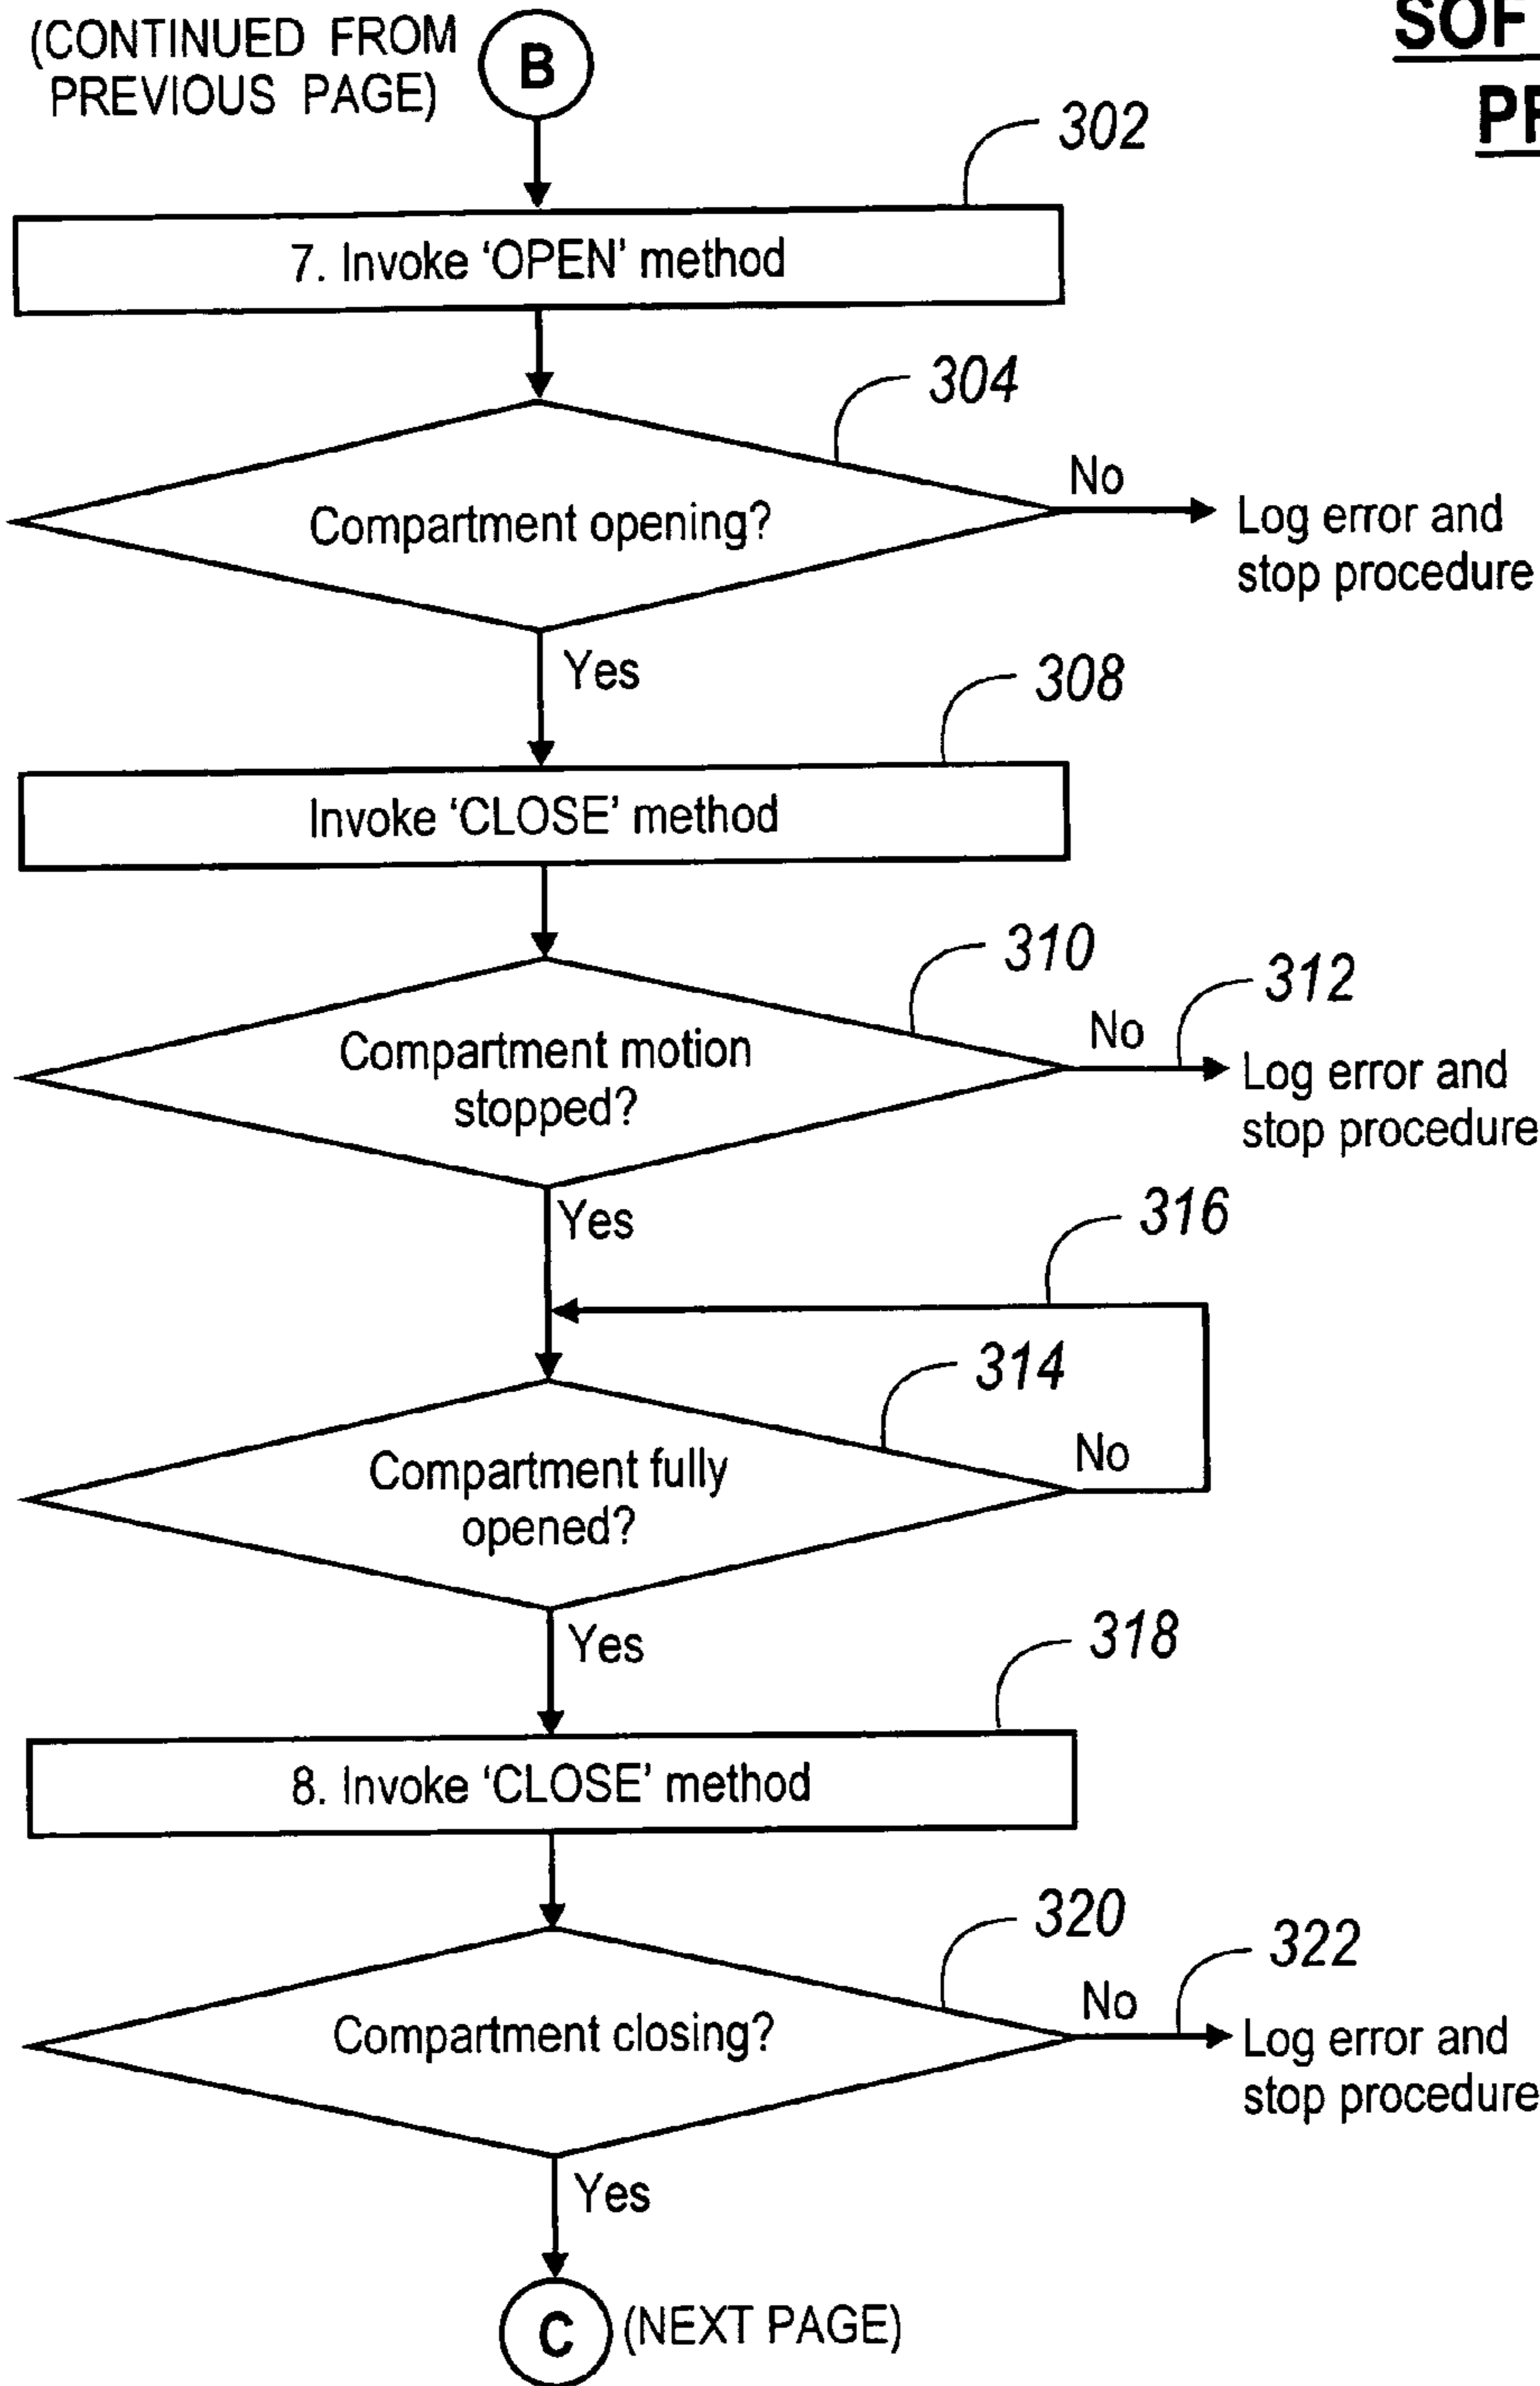 (CONTINUED FROM
PREVIOUS PAGE)
B
302
7. Invoke ‘OPEN’ method
304
Compartment opening?
No
Log error and
stop procedure
Yes
308
Invoke ‘CLOSE’ method
310
312
Compartment motion
stopped?
No
Log error and
stop procedure
Yes
316
314
Compartment fully
opened?
No
Yes
318
8. Invoke ‘CLOSE’ method
320
322
Compartment closing?
No
Log error and
stop procedure
Yes
C
(NEXT PAGE)